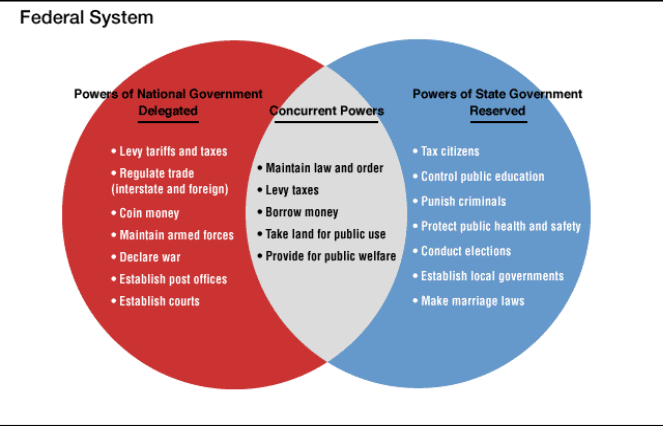 Federal System
Powers of National Government
Delegated
• Levy tariffs and taxes
• Regulate trade
(interstate and foreign)
• Coin money
• Maintain armed forces
• Declare war
• Establish post offices
• Establish courts
Concurrent Powers
• Maintain law and order
• Levy taxes
• Borrow money
• Take land for public use
• Provide for public welfare
Powers of State Government
Reserved
• Tax citizens
• Control public education
• Punish criminals
• Protect public health and safety
• Conduct elections
• Establish local governments
• Make marriage laws